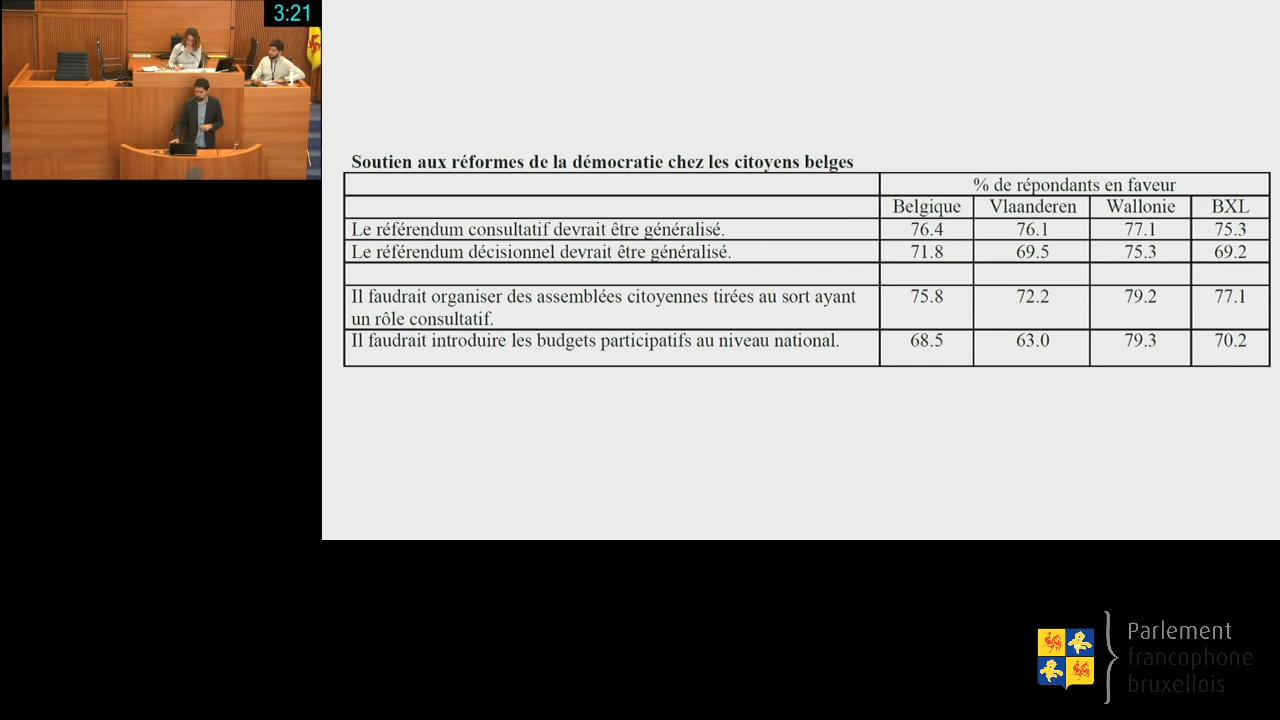 3:21
Soutien aux réformes de la démocratie chez les citoyens belges
% de répondants en faveur
Belgique Vlaanderen Wallonie BXL
Le référendum consultatif devrait être généralisé. 76.4 76.1 77.1 75.3
Le référendum décisionnel devrait être généralisé. 71.8 69.5 75.3 69.2
Il faudrait organiser des assemblées citoyennes tirées au sort ayant 75.8 72.2 79.2 77.1
un rôle consultatif.
Il faudrait introduire les budgets participatifs au niveau national. 68.5 63.0 79.3 70.2
Parlement
francophone
bruxellois